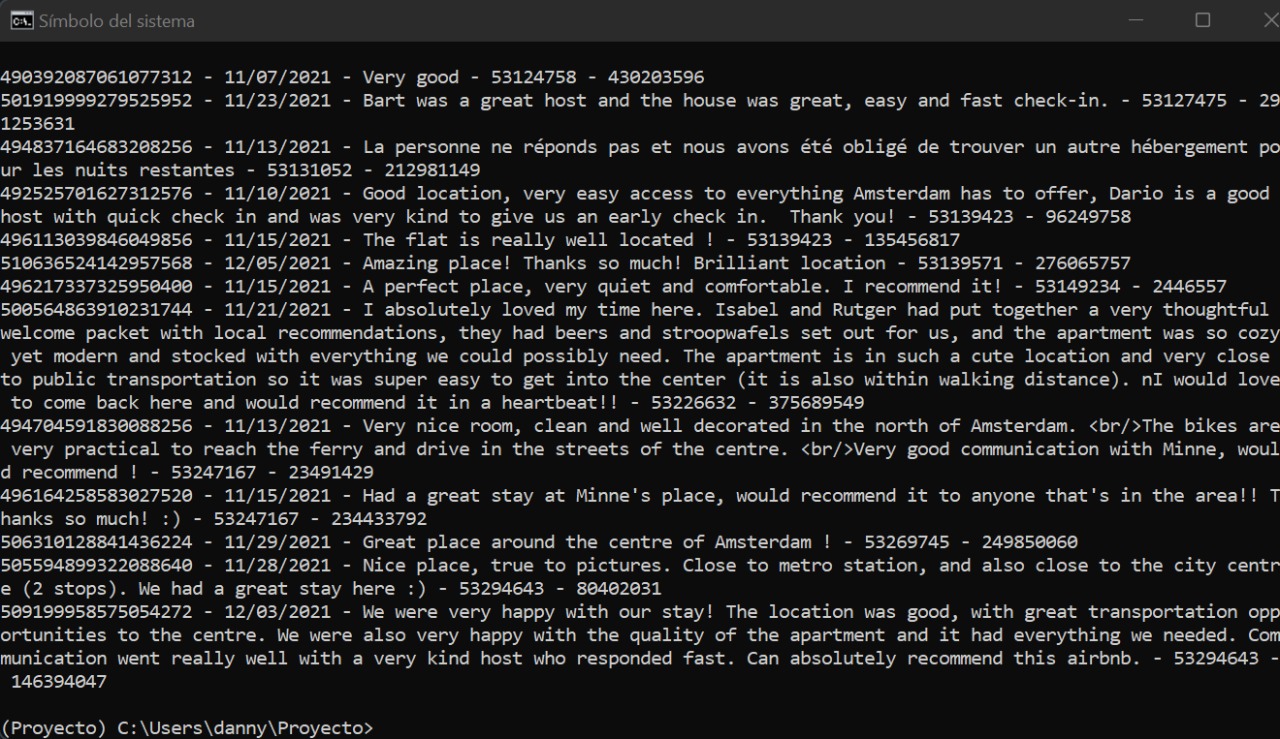 Símbolo del sistema
490392087061077312 - 11/07/2021 - Very good - 53124758 - 430203596
501919999279525952 - 11/23/2021 - Bart was a great host and the house was great, easy and fast check-in. - 53127475 - 29
1253631
494837164683208256 - 11/13/2021 - La personne ne réponds pas et nous avons été obligé de trouver un autre hébergement po
ur les nuits restantes - 53131052 - 212981149
492525701627312576 - 11/10/2021 - Good location, very easy access to everything Amsterdam has to offer, Dario is a good
host with quick check in and was very kind to give us an early check in.  Thank you! - 53139423 - 96249758
496113039846049856 - 11/15/2021 - The flat is really well located ! - 53139423 - 135456817
510636524142957568 - 12/05/2021 - Amazing place! Thanks so much! Brilliant location - 53139571 - 276065757
496217337325950400 - 11/15/2021 - A perfect place, very quiet and comfortable. I recommend it! - 53149234 - 2446557
500564863910231744 - 11/21/2021 - I absolutely loved my time here. Isabel and Rutger had put together a very thoughtful
welcome packet with local recommendations, they had beers and stroopwafels set out for us, and the apartment was so cozy
 yet modern and stocked with everything we could possibly need. The apartment is in such a cute location and very close
to public transportation so it was super easy to get into the center (it is also within walking distance). nI would love
 to come back here and would recommend it in a heartbeat!! - 53226632 - 375689549
494704591830088256 - 11/13/2021 - Very nice room, clean and well decorated in the north of Amsterdam. <br/>The bikes are
 very practical to reach the ferry and drive in the streets of the centre. <br/>Very good communication with Minne, woul
d recommend ! - 53247167 - 23491429
496164258583027520 - 11/15/2021 - Had a great stay at Minne's place, would recommend it to anyone that's in the area!! T
hanks so much! :) - 53247167 - 234433792
506310128841436224 - 11/29/2021 - Great place around the centre of Amsterdam ! - 53269745 - 249850060
505594899322088640 - 11/28/2021 - Nice place, true to pictures. Close to metro station, and also close to the city centr
e (2 stops). We had a great stay here :) - 53294643 - 80402031
509199958575054272 - 12/03/2021 - We were very happy with our stay! The location was good, with great transportation opp
ortunities to the centre. We were also very happy with the quality of the apartment and it had everything we needed. Com
munication went really well with a very kind host who responded fast. Can absolutely recommend this airbnb. - 53294643 -
 146394047
(Proyecto) C:\Users\danny\Proyecto>